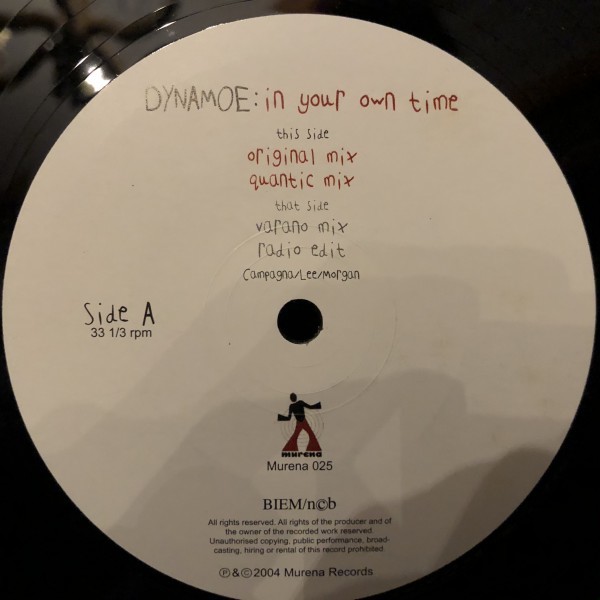 DYNAMOE: in your own time
this side
original mix
quantic mix
that side
varano mix
radio edit
Campagna/Lee/Morgan
Side A
33 1/3 rpm
murena
Murena 025
BIEM/n©b
All rights reserved. All rights of the producer and of
the owner of the recorded work reserved.
Unauthorised copying, public performance, broad-
casting, hiring or rental of this record prohibited.
℗&©2004 Murena Records